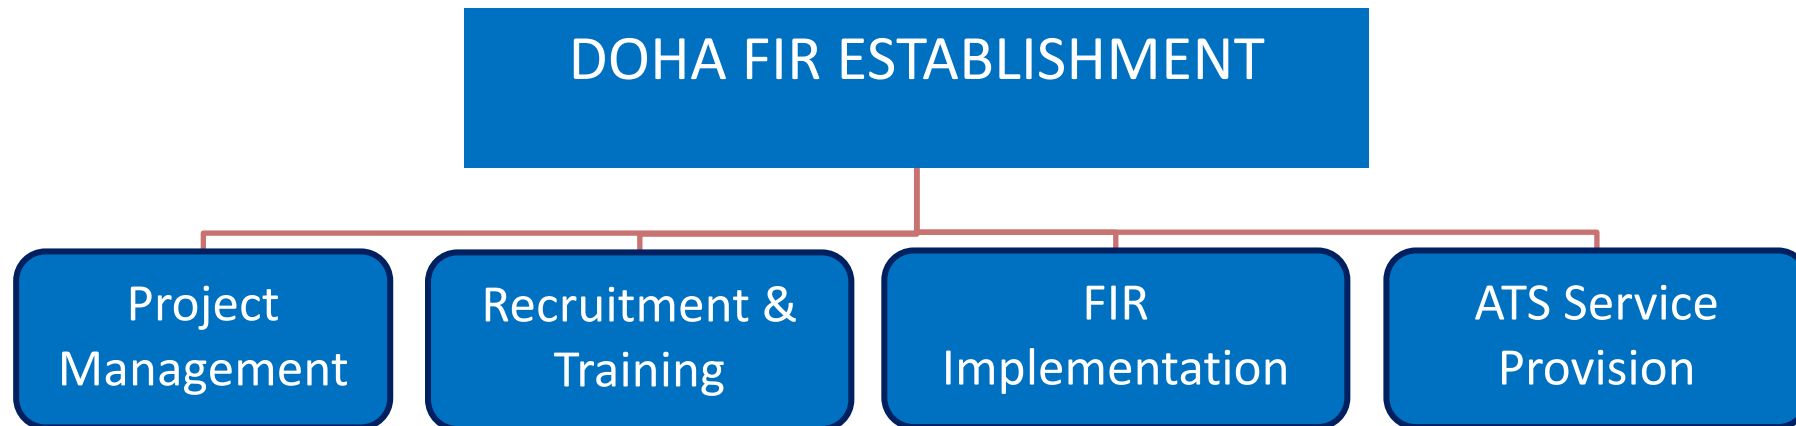 DOHA FIR ESTABLISHMENT
Project
Management
Recruitment &
Training
FIR
Implementation
ATS Service
Provision